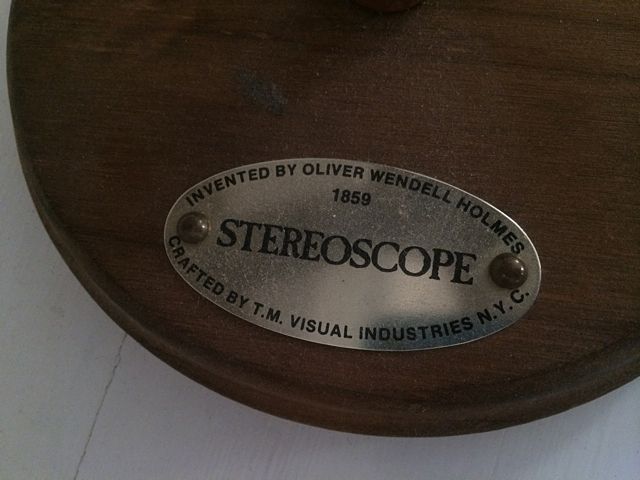 INVENTED BY OLIVER WENDELL HOLMES
1859
STEREOSCOPE
CRAFTED BY T.M. VISUAL INDUSTRIES N.Y.C.